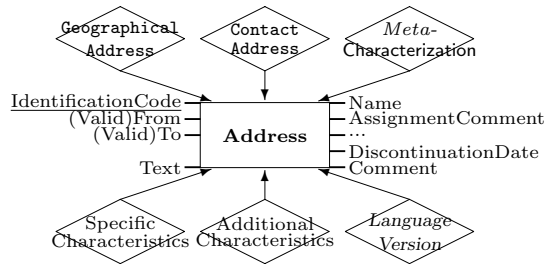 Geographical
Address
Contact
Address
Meta-
Characterization
IdentificationCode
(Valid)From
(Valid)To
Text
Address
Name
AssignmentComment
...
DiscontinuationDate
Comment
Specific
Characteristics
Additional
Characteristics
Language
Version